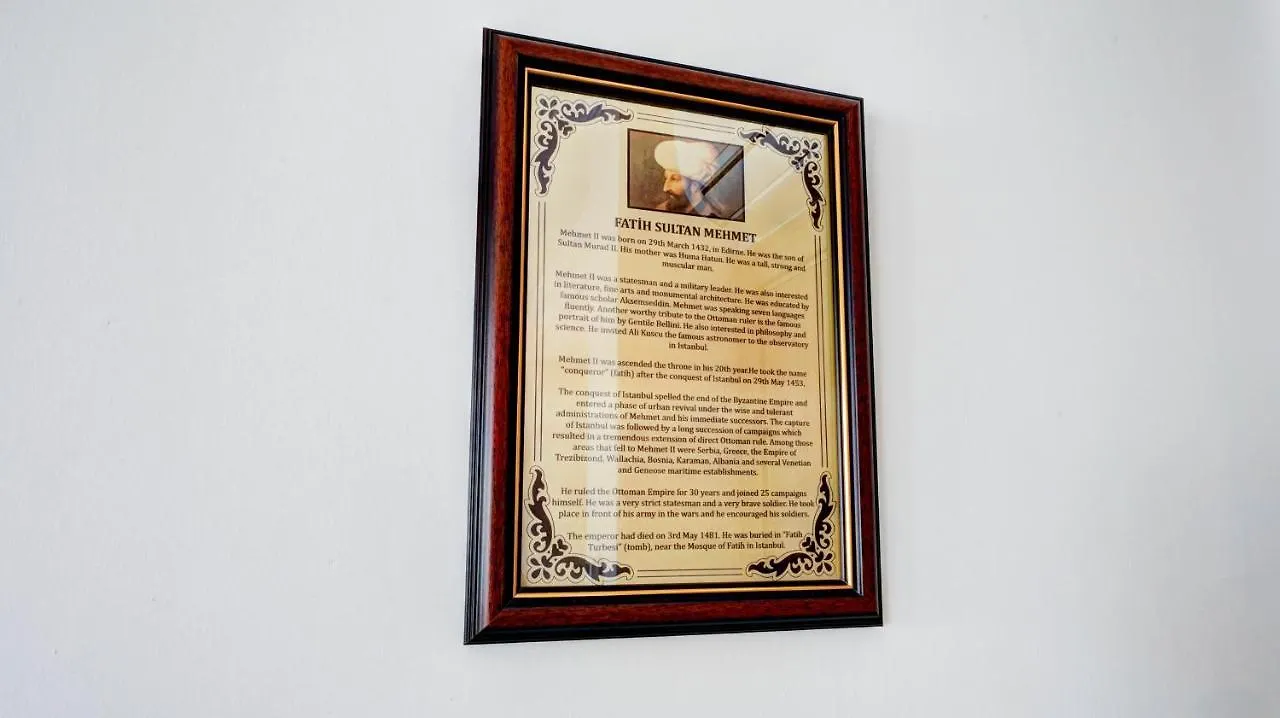 FATİH SULTAN MEHMET
Mehmet II was born on 29th March 1432, in Edirne. He was the son of
Sultan Murad II. His mother was Huma Hatun. He was a tall, strong and
muscular man.
Mehmet II was a statesman and a military leader. He was also interested
in literature, fine arts and monumental architecture. He was educated by
famous scholar Aksemseddin. Mehmet was speaking seven languages
fluently. Another worthy tribute to the Ottoman ruler is the famous
portrait of him by Gentile Bellini. He also interested in philosophy and
science. He invited Ali Kuscu the famous astronomer to the observatory
in Istanbul.
Mehmet II was ascended the throne in his 20th year.He took the name
"conqueror" (fatih) after the conquest of Istanbul on 29th May 1453.
The conquest of Istanbul spelled the end of the Byzantine Empire and
entered a phase of urban revival under the wise and tolerant
administrations of Mehmet and his immediate successors. The capture
of Istanbul was followed by a long succession of campaigns which
resulted in a tremendous extension of direct Ottoman rule. Among those
areas that fell to Mehmet II were Serbia, Greece, the Empire of
Trezibizond, Wallachia, Bosnia, Karaman, Albania and several Venetian
and Geneose maritime establishments.
He ruled the Ottoman Empire for 30 years and joined 25 campaigns
himself. He was a very strict statesman and a very brave soldier. He took
place in front of his army in the wars and he encouraged his soldiers.
The emperor had died on 3rd May 1481. He was buried in "Fatih
Turbesi" (tomb), near the Mosque of Fatih in Istanbul.